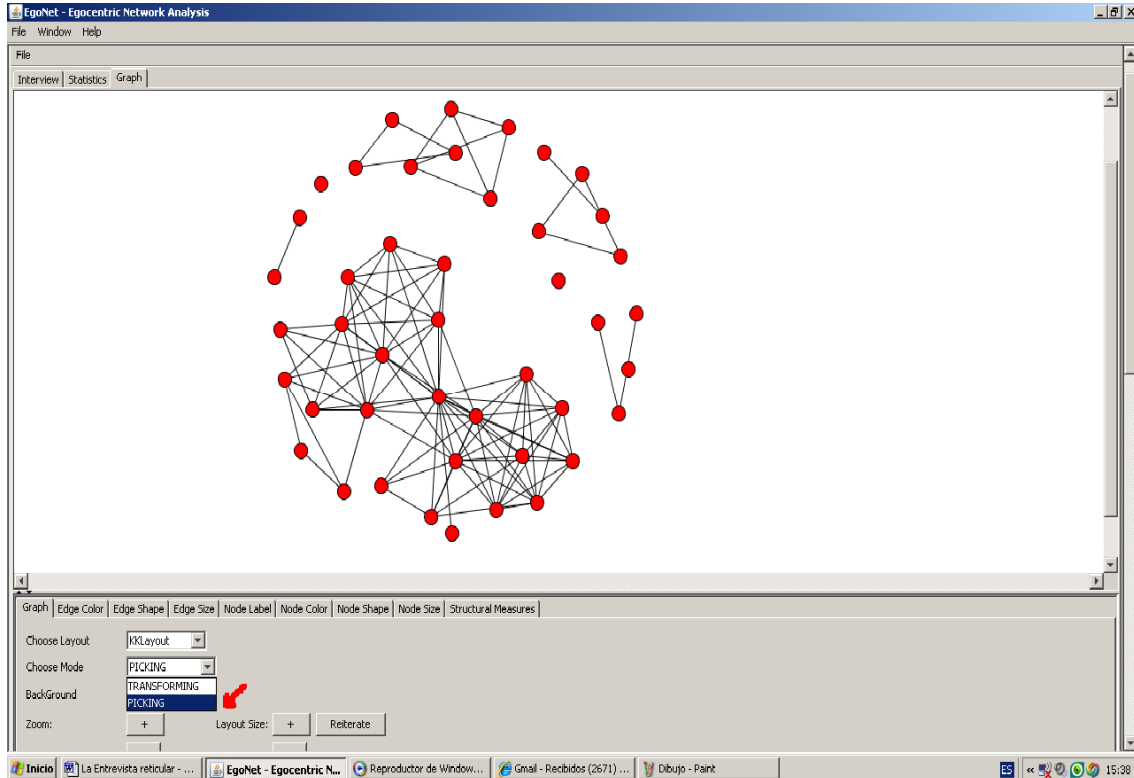 EgoNet - Egocentric Network Analysis
File Window Help
File
Interview Statistics Graph
Graph Edge Color Edge Shape Edge Size Node Label Node Color Node Shape Node Size Structural Measures
Choose Layout KKLayout
Choose Mode PICKING
TRANSFORMING
BackGround
PICKING
Zoom: + Layout Size: + Reiterate
Inicio La Entrevista reticular - ... EgoNet - Egocentric N... Reproductor de Window... Gmail - Recibidos (2671) ... Dibujo - Paint ES « 15:38